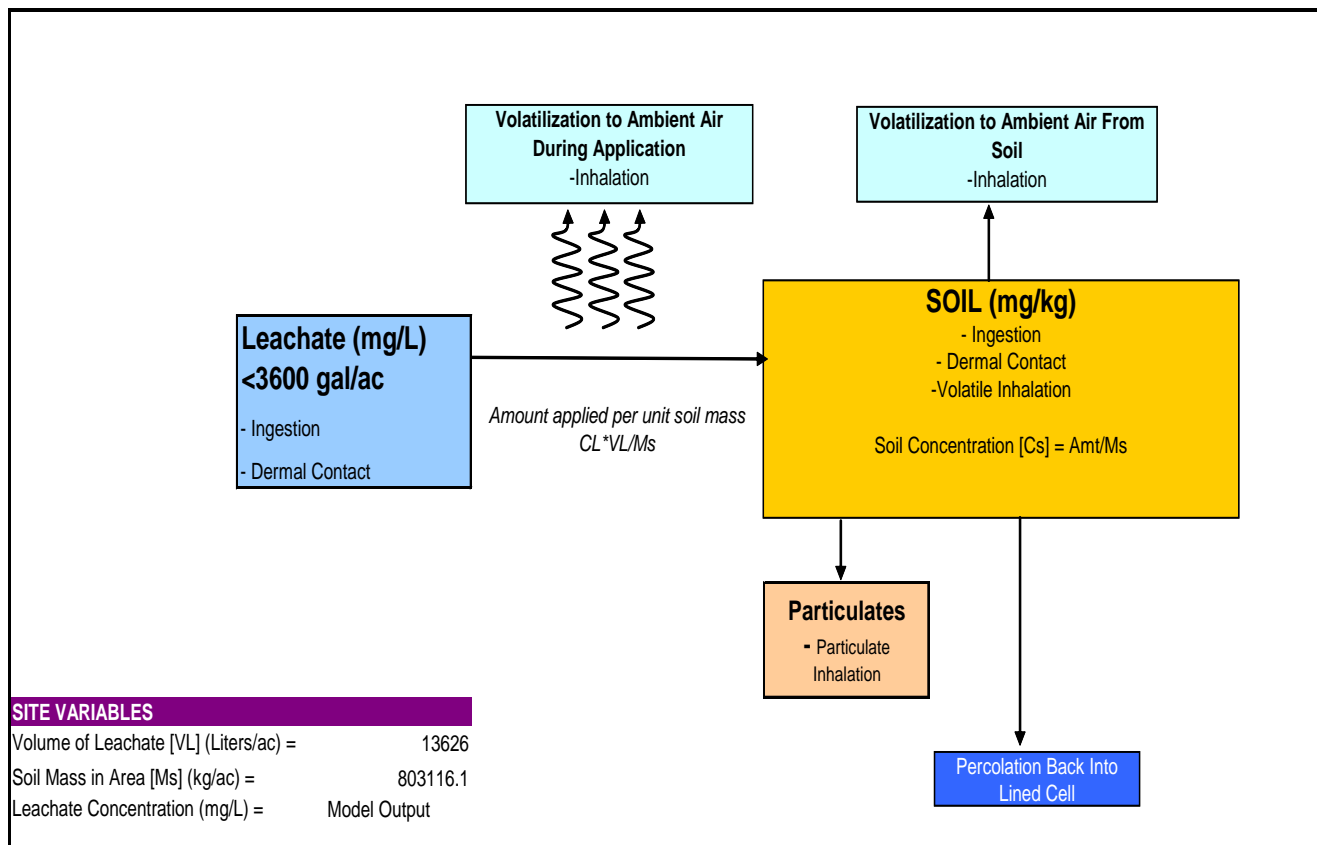 Volatilization to Ambient Air
During Application
-Inhalation
Volatilization to Ambient Air From
Soil
-Inhalation
Leachate (mg/L)
<3600 gal/ac
- Ingestion
- Dermal Contact
Amount applied per unit soil mass
CL*VL/Ms
SOIL (mg/kg)
- Ingestion
- Dermal Contact
-Volatile Inhalation
Soil Concentration [Cs] = Amt/Ms
Particulates
- Particulate
Inhalation
Percolation Back Into
Lined Cell
SITE VARIABLES
Volume of Leachate [VL] (Liters/ac) = 13626
Soil Mass in Area [Ms] (kg/ac) = 803116.1
Leachate Concentration (mg/L) = Model Output